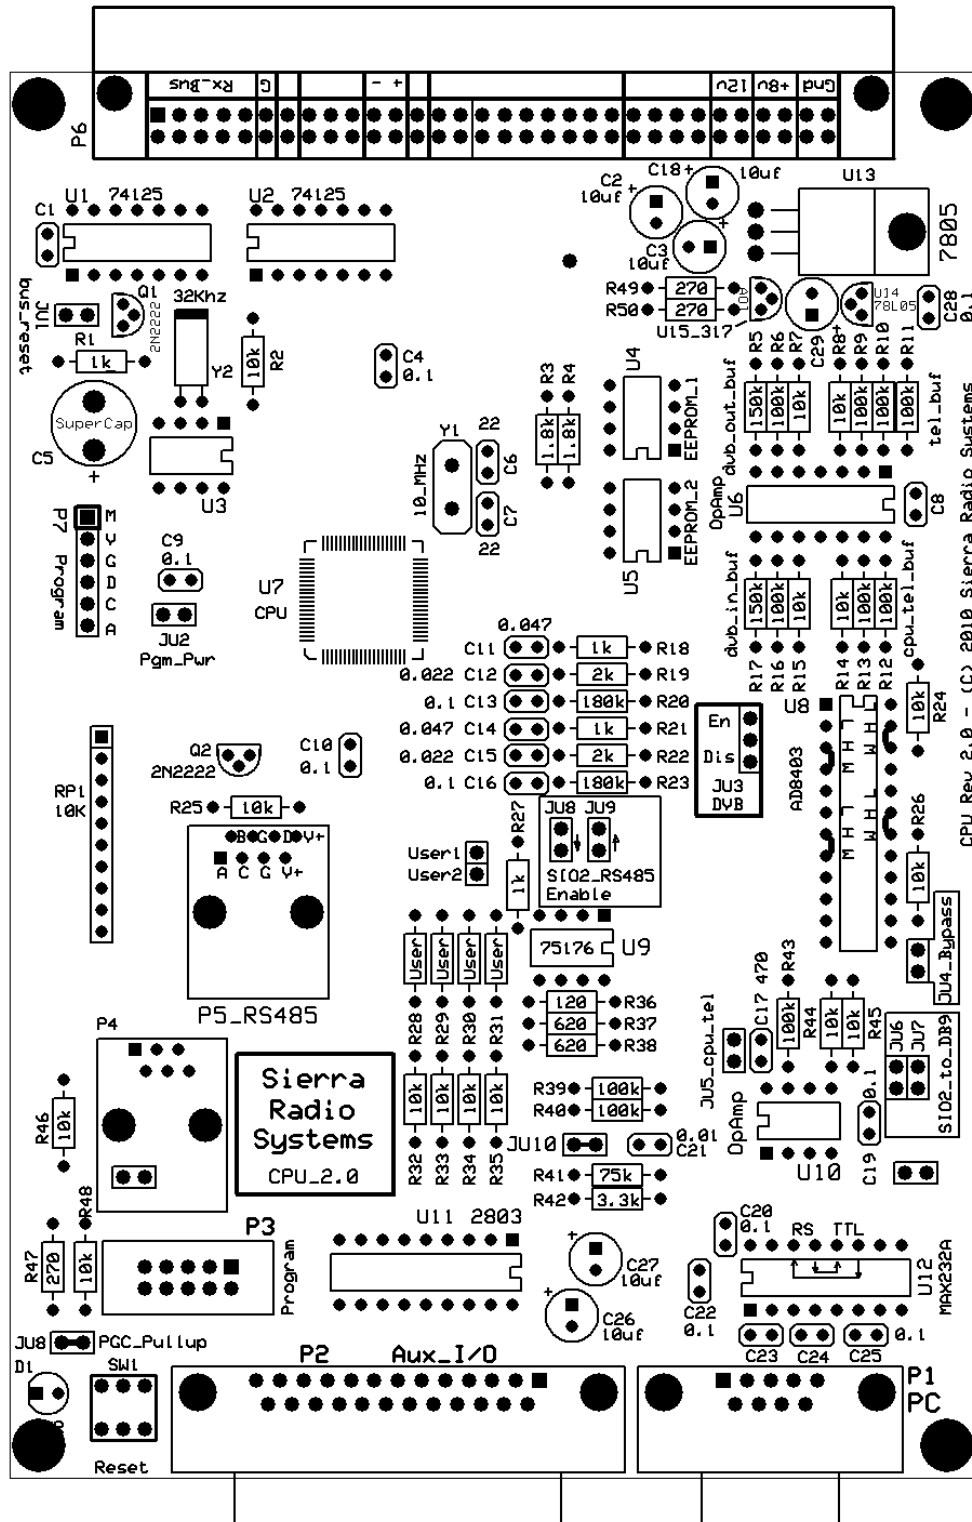 Rx_Bus G - + 12v +8v Gnd
P6
U1 74125
U2 74125
C1
C2
10uf
C18
10uf
C3
10uf
U13
7805
bus_reset
JU1
Q1
2N2222
32Khz
Y2
R1
1k
R2
10k
C4
0.1
R49 270
R50 270
U15_317
C29
U14
78L05
C28
0.1
SuperCap
C5
U3
Y1
10_MHz
22
C6
C7
22
R3
R4
1.8k
1.8k
U4
EEPROM_1
U5
EEPROM_2
R5 R6 R7 R8 R9 R10 R11
150k 100k 10k 10k 100k 100k 100k
dvb_out_buf
tel_buf
OpAmp
U6
C8
dvb_in_buf
150k 100k 10k 10k 10k 100k
cpu_tel_buf
R17 R16 R15 R14 R13 R12
P7 Program
M
V
G
D
C
A
C9
0.1
JU2
Pgm_Pwr
U7
CPU
0.047
C11 1k R18
0.022 C12 2k R19
0.1 C13 180k R20
0.047 C14 1k R21
0.022 C15 2k R22
0.1 C16 180k R23
En
Dis
JU3
DVB
U8
AD8403
L H M
L H M
R24
10k
R26
10k
CPU Rev 2.0 - (C) 2010 Sierra Radio Systems
RP1
10K
Q2
2N2222
C10
0.1
R25 10k
B G D V+
A C G V+
P5_RS485
User1
User2
R27
1k
JU8 JU9
SIO2_RS485
Enable
75176 U9
User User User User
R28 R29 R30 R31
10k 10k 10k 10k
R32 R33 R34 R35
120 R36
620 R37
620 R38
JU4_Bypass
JU5_cpu_tel
C17 470
R43
100k
R44
10k
10k
R45
JU6
JU7
SIO2_to_DB9
P4
R46
10k
Sierra
Radio
Systems
CPU_2.0
R39 100k
R40 100k
JU10
0.01
C21
R41 75k
R42 3.3k
OpAmp
U10
0.1
C19
R47
270
R48
10k
P3
Program
U11 2803
C27
10uf
C26
10uf
C20
0.1
RS TTL
U12
MAX232A
C22
0.1
C23 C24 C25
0.1
JU8 PGC_Pullup
D1
SW1
Reset
P2 Aux_I/O
P1
PC